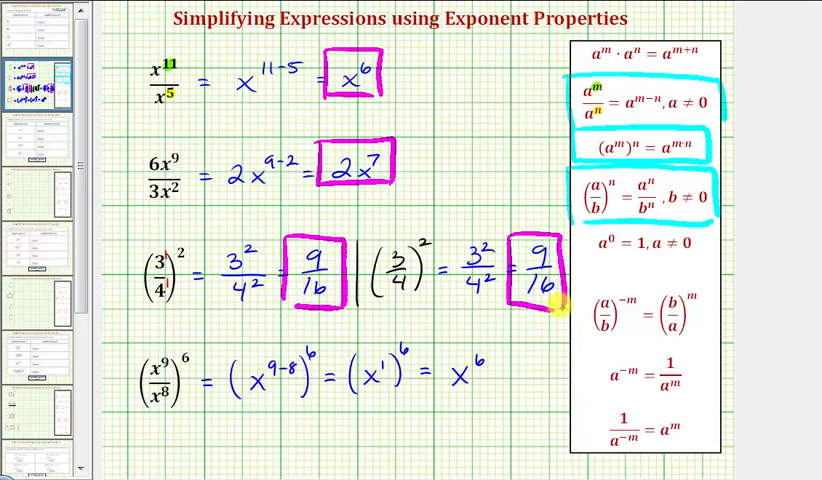 Simplifying Expressions using Exponent Properties
x^11/x^5 = x^(11-5) = x^6
6x^9/3x^2 = 2x^(9-2) = 2x^7
(3/4)^2 = 3^2/4^2 = 9/16 | (3/4)^2 = 3^2/4^2 = 9/16
(x^9/x^8)^6 = (x^(9-8))^6 = (x^1)^6 = x^6
a^m · a^n = a^(m+n)
a^m/a^n = a^(m-n), a ≠ 0
(a^m)^n = a^(m·n)
(a/b)^n = a^n/b^n, b ≠ 0
a^0 = 1, a ≠ 0
(a/b)^(-m) = (b/a)^m
a^(-m) = 1/a^m
1/a^(-m) = a^m